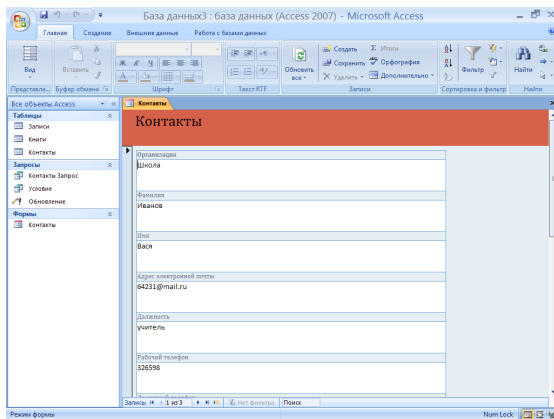 База данных3 : база данных (Access 2007) - Microsoft Access
Главная Создание Внешние данные Работа с базами данных
Вид
Вставить
Обновить все
Создать
Сохранить
Удалить
Итоги
Орфография
Дополнительно
Фильтр
Найти
Представле... Буфер обмена Шрифт Текст RTF Записи Сортировка и фильтр Найти
Все объекты Access
Контакты
Таблицы
Записи
Книги
Контакты
Запросы
Контакты Запрос
Условие
Обновление
Формы
Контакты
Контакты
Организация
Школа
Фамилия
Иванов
Имя
Вася
Адрес электронной почты
64231@mail.ru
Должность
учитель
Рабочий телефон
326598
Записи 1 из 3 Нет фильтра Поиск
Режим формы Num Lock